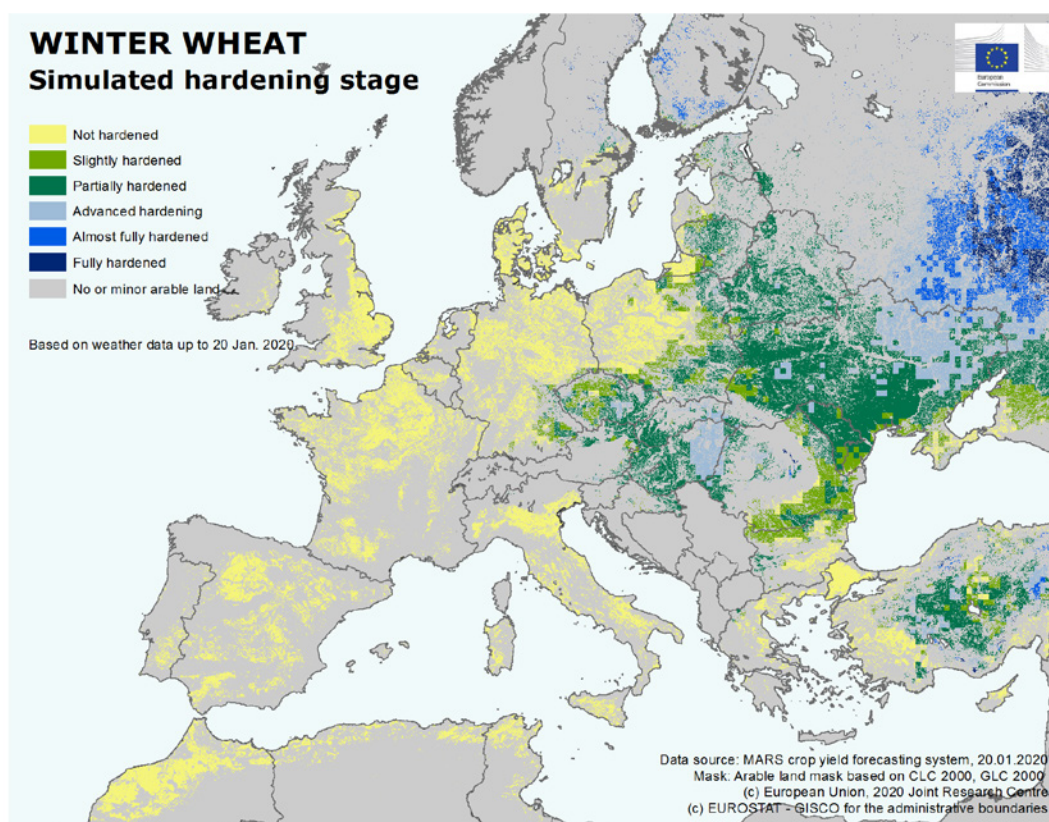 WINTER WHEAT
Simulated hardening stage
European
Commission
Not hardened
Slightly hardened
Partially hardened
Advanced hardening
Almost fully hardened
Fully hardened
No or minor arable land
Based on weather data up to 20 Jan. 2020
Data source: MARS crop yield forecasting system, 20.01.2020
Mask: Arable land mask based on CLC 2000, GLC 2000
(c) European Union, 2020 Joint Research Centre
(c) EUROSTAT - GISCO for the administrative boundaries